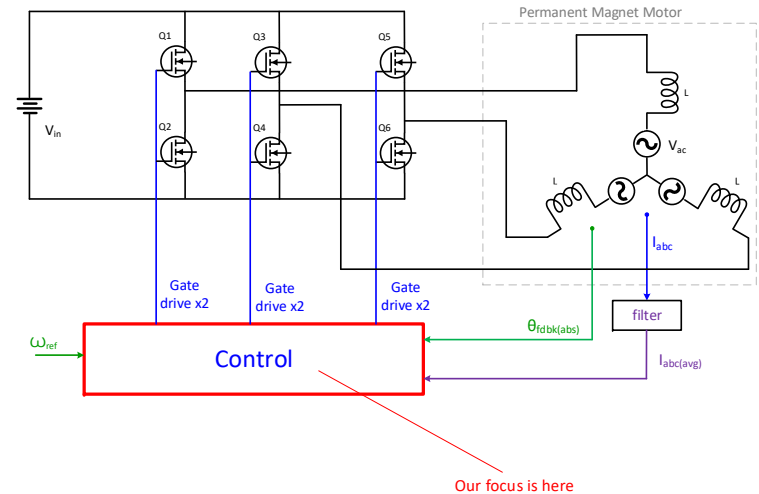 Permanent Magnet Motor
Q1
Q3
Q5
L
Vin
Q2
Q4
Q6
Vac
L
L
Iabc
Gate
drive x2
Gate
drive x2
Gate
drive x2
θfdbk(abs)
filter
ωref
Control
Iabc(avg)
Our focus is here